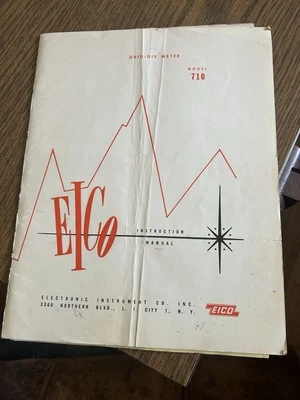 GRID-DIP METER
MODEL
710
EICO
INSTRUCTION
MANUAL
ELECTRONIC INSTRUMENT CO. INC.
3300 NORTHERN BLVD., L. I. CITY 1, N. Y.
EICO